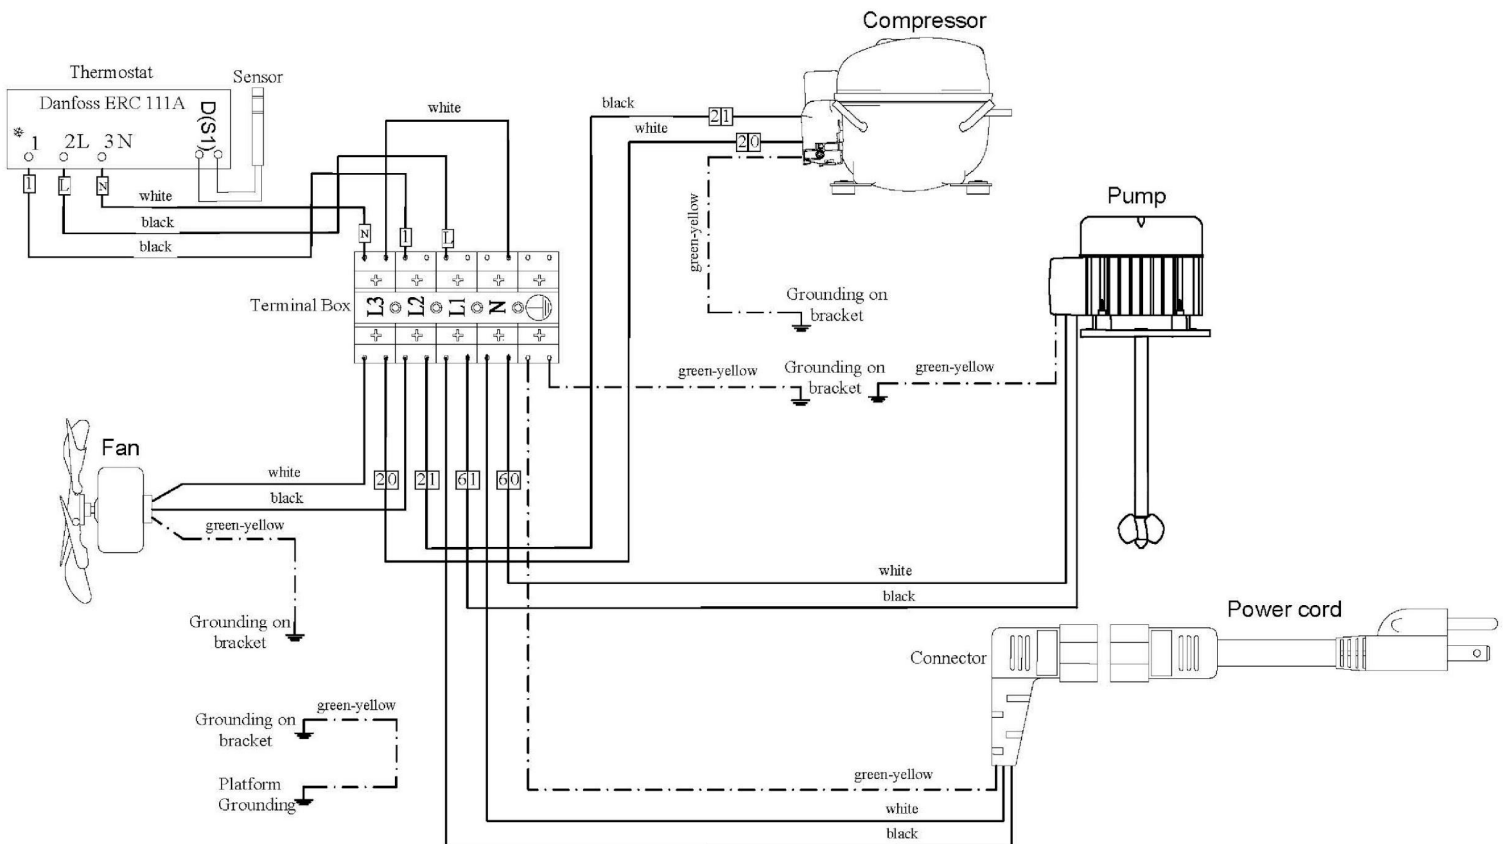 Compressor
Thermostat
Sensor
Danfoss ERC 111A
D(S1)
*
1
2L
3N
1
L
N
white
black
black
white
N
1
L
black
21
white
20
green-yellow
Grounding on
bracket
Pump
Terminal Box
L3
L2
L1
N
green-yellow
Grounding on
bracket
green-yellow
Fan
white
black
green-yellow
20
21
61
60
Grounding on
bracket
white
black
Power cord
Connector
green-yellow
Grounding on
bracket
Platform
Grounding
green-yellow
white
black